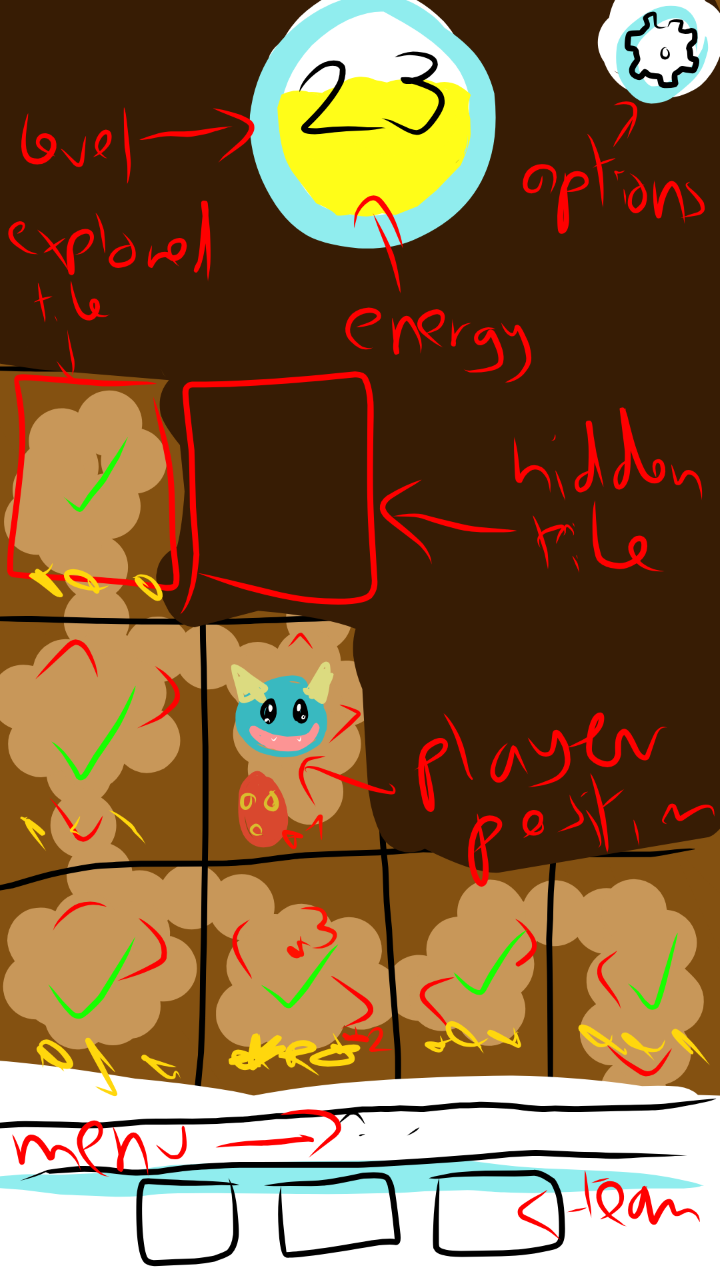 23
level
options
explored
tile
energy
hidden
tile
player
position
menu
team